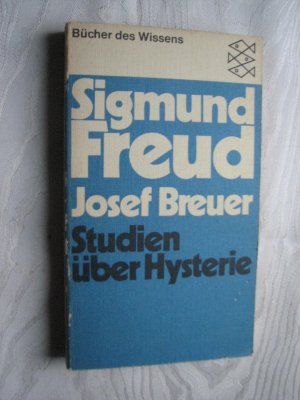 Bücher des Wissens
Sigmund
Freud
Josef Breuer
Studien
über Hysterie